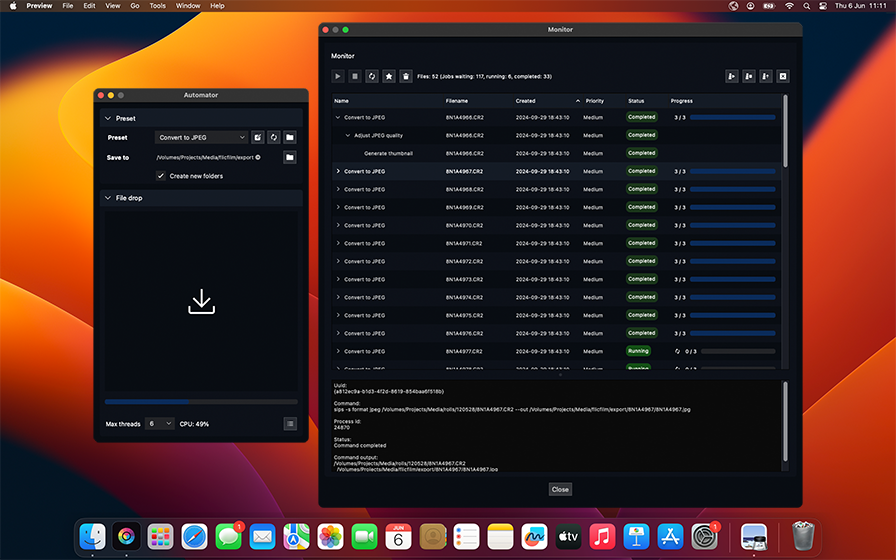 Preview File Edit View Go Tools Window Help Thu 6 Jun 11:11
Monitor
Monitor
Files: 52 (Jobs waiting: 117, running: 6, completed: 33)
Name Filename Created Priority Status Progress
Convert to JPEG BN1A4966.CR2 2024-09-29 18:43:10 Medium Completed 3 / 3
Adjust JPEG quality BN1A4966.CR2 Completed
Generate thumbnail BN1A4966.CR2 Completed
Convert to JPEG BN1A4967.CR2 2024-09-29 18:43:10 Medium Completed 3 / 3
Convert to JPEG BN1A4968.CR2 2024-09-29 18:43:10 Medium Completed 3 / 3
Convert to JPEG BN1A4969.CR2 2024-09-29 18:43:10 Medium Completed 3 / 3
Convert to JPEG BN1A4970.CR2 2024-09-29 18:43:10 Medium Completed 3 / 3
Convert to JPEG BN1A4971.CR2 2024-09-29 18:43:10 Medium Completed 3 / 3
Convert to JPEG BN1A4972.CR2 2024-09-29 18:43:10 Medium Completed 3 / 3
Convert to JPEG BN1A4973.CR2 2024-09-29 18:43:10 Medium Completed 3 / 3
Convert to JPEG BN1A4974.CR2 2024-09-29 18:43:10 Medium Completed 3 / 3
Convert to JPEG BN1A4975.CR2 2024-09-29 18:43:10 Medium Completed 3 / 3
Convert to JPEG BN1A4976.CR2 2024-09-29 18:43:10 Medium Completed 3 / 3
Convert to JPEG BN1A4977.CR2 2024-09-29 18:43:10 Medium Running 0 / 3
Convert to JPEG BN1A4978.CR2 2024-09-29 18:43:10 Medium Running 0 / 3
Uuid:
{a812ec9a-b1d3-4f2d-8619-854baa6f518b}
Command:
sips -s format jpeg /Volumes/Projects/Media/rolls/120528/BN1A4967.CR2 --out /Volumes/Projects/Media/flicfilm/export/BN1A4967/BN1A4967.jpg
Process id:
24870
Status:
Command completed
Command output:
/Volumes/Projects/Media/rolls/120528/BN1A4967.CR2
/Volumes/Projects/Media/flicfilm/export/BN1A4967/BN1A4967.jpg
Close
Automator
Preset
Preset Convert to JPEG
Save to /Volumes/Projects/Media/flicfilm/export
Create new folders
File drop
Max threads 6 CPU: 49%
1
JUN
6
tv
1